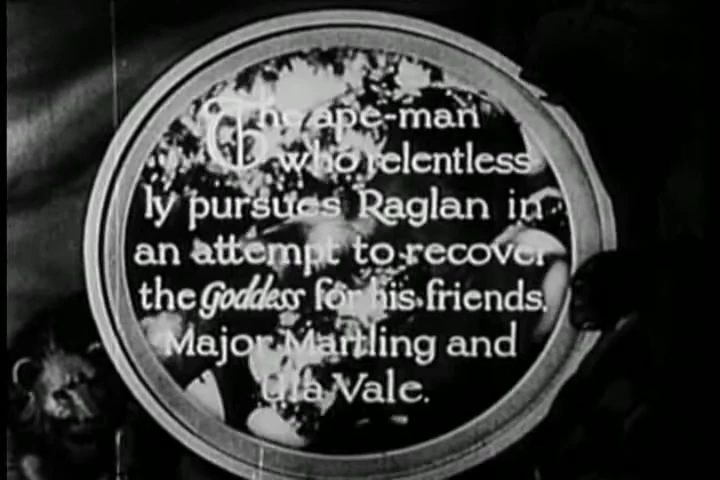 The ape-man
who relentless
ly pursues Raglan in
an attempt to recover
the Goddess for his friends,
Major Martling and
Ula Vale.